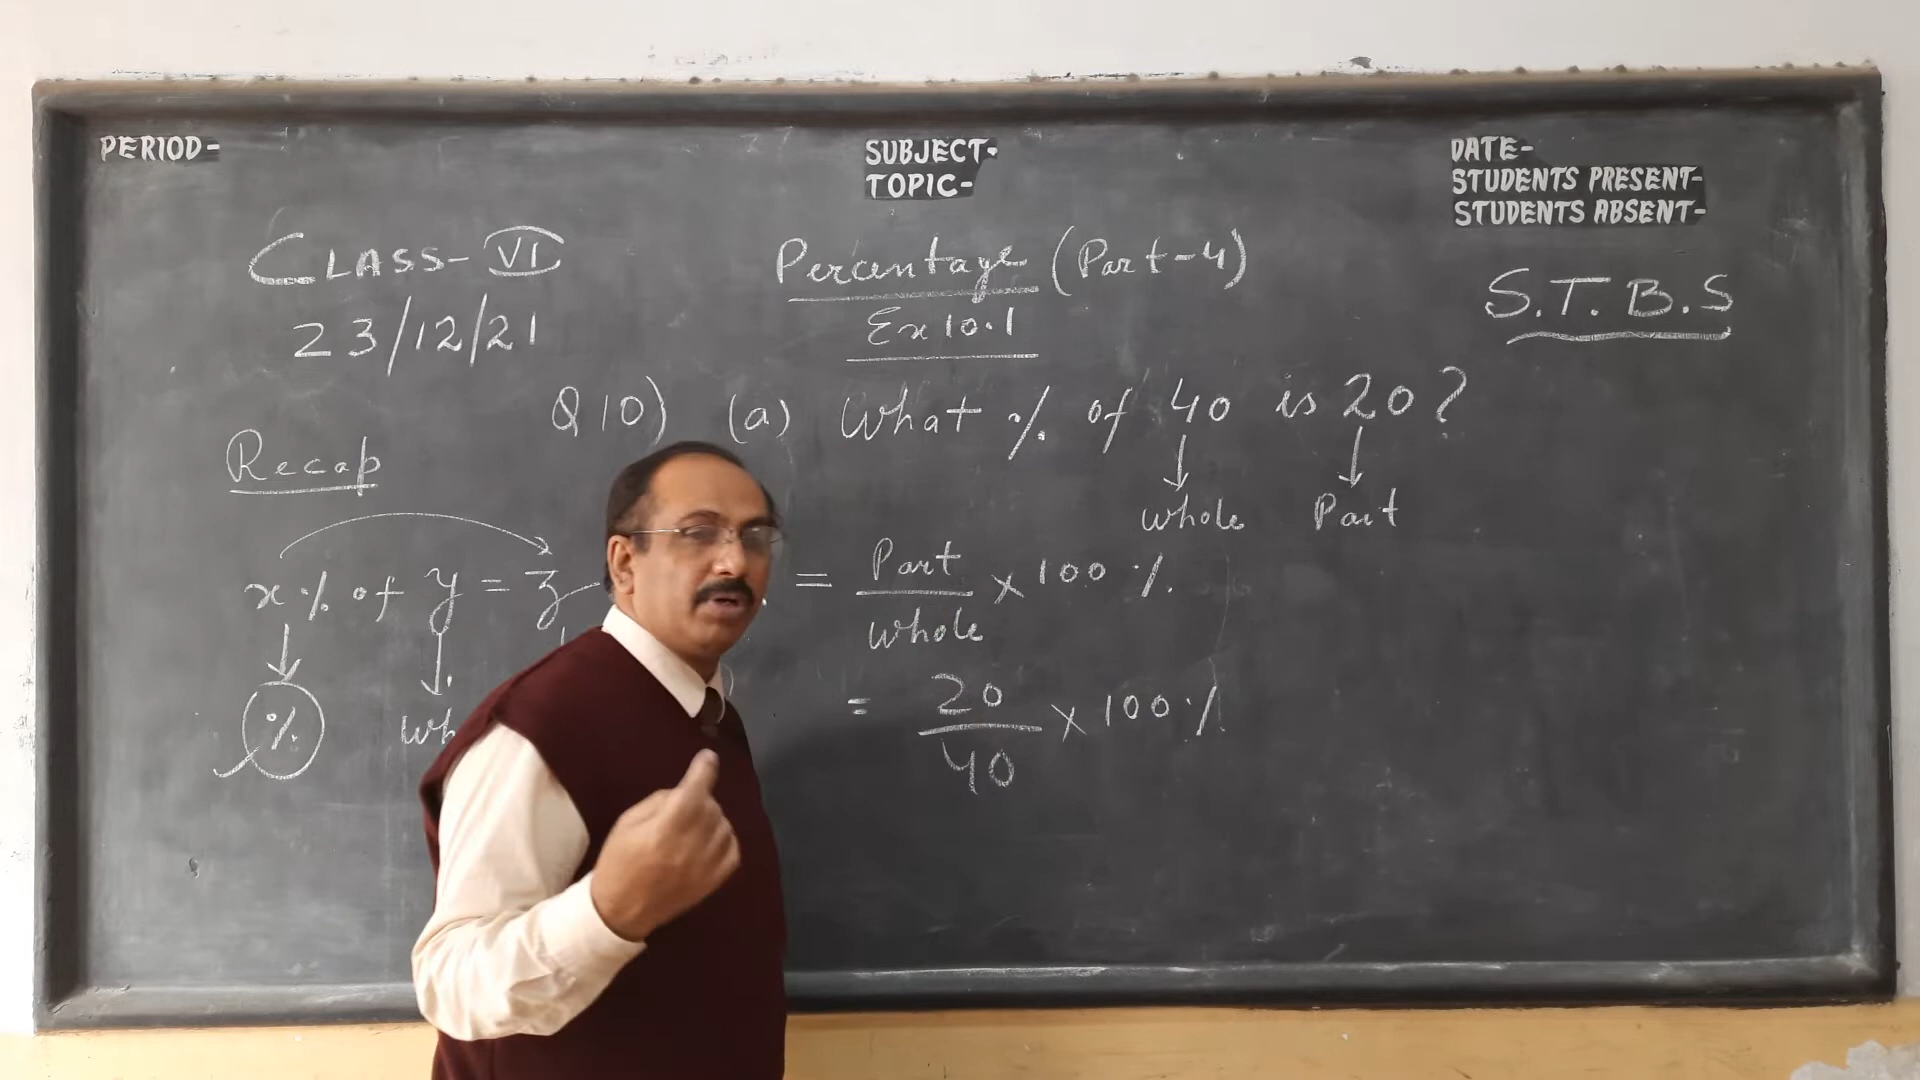 PERIOD-
SUBJECT-
TOPIC-
DATE-
STUDENTS PRESENT-
STUDENTS ABSENT-
CLASS-VI
23/12/21
Percentage (Part-4)
Ex 10.1
S.T.B.S
Q10) (a) What % of 40 is 20?
whole Part
Recap
x% of y = z
%
= Part/Whole × 100 %
= 20/40 × 100 %